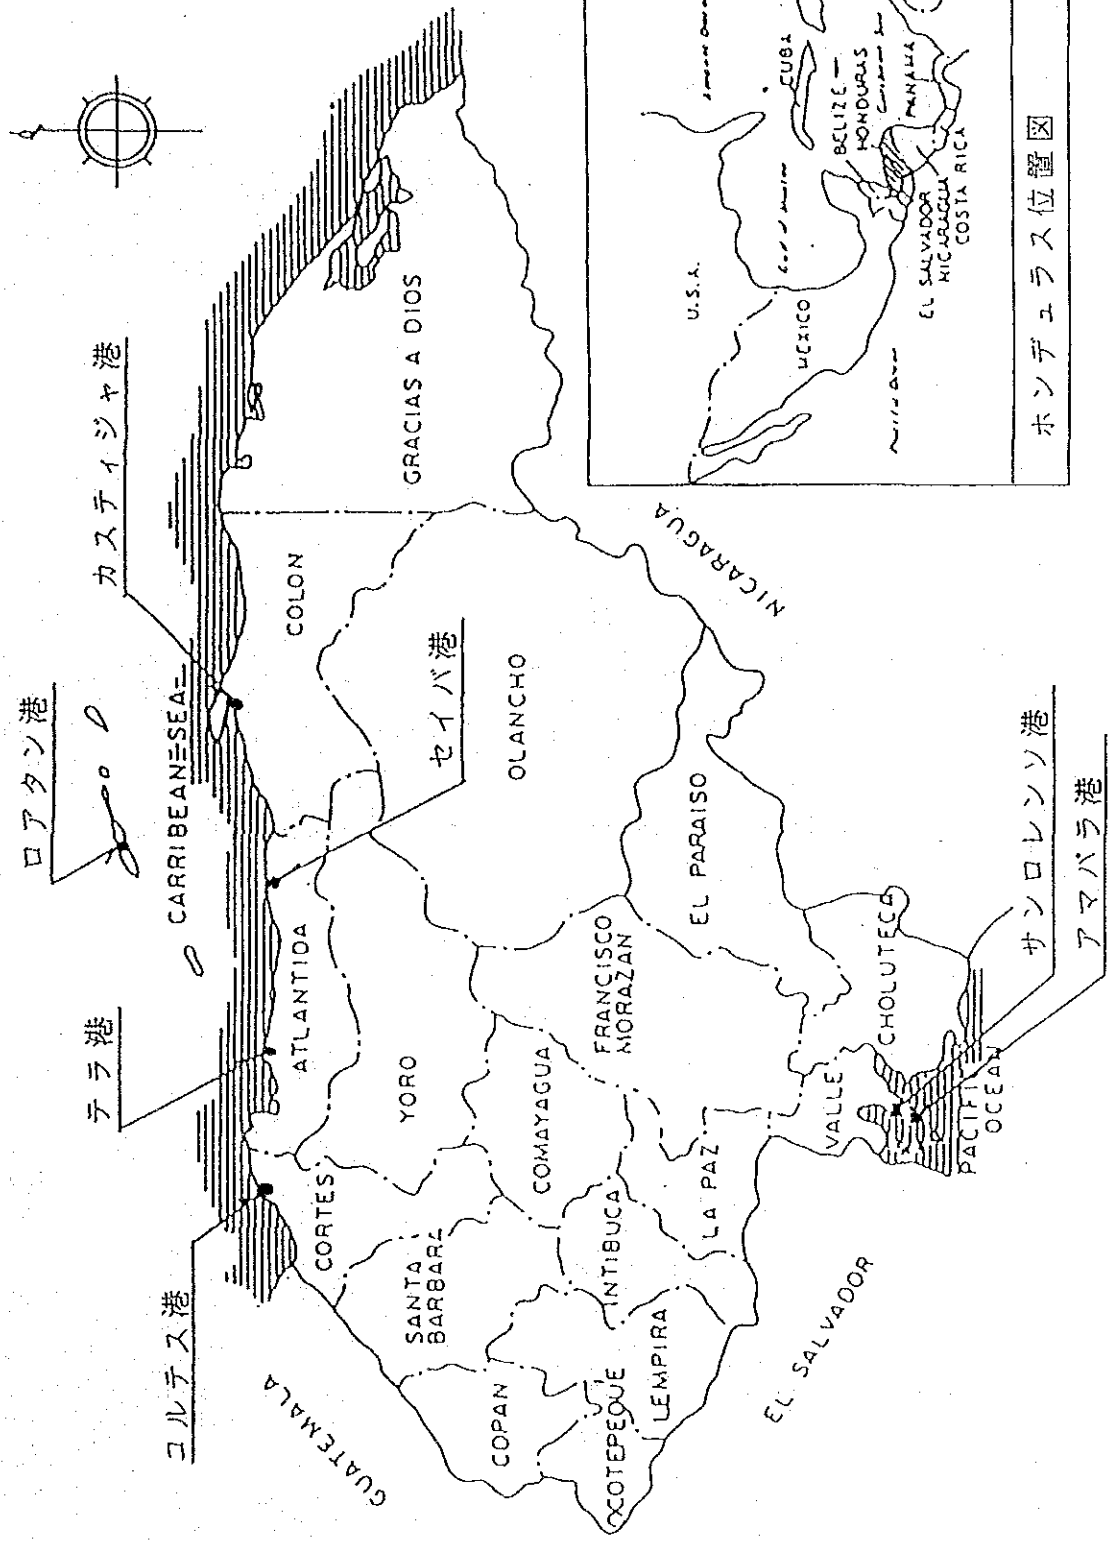 ロアタン港
カスティジャ港
テラ港
コルテス港
CARRIBEAN SEA
セイバ港
GUATEMALA
CORTES
ATLANTIDA
COLON
GRACIAS A DIOS
YORO
SANTA
BARBARA
COPAN
OLANCHO
COMAYAGUA
FRANCISCO
MORAZAN
INTIBUCA
OCOTEPEQUE
LEMPIRA
LA PAZ
EL PARAISO
NICARAGUA
VALLE
CHOLUTECA
EL SALVADOR
PACIFIC
OCEAN
サンロレンソ港
アマパラ港
U.S.A.
MEXICO
CUBA
BELIZE
HONDURAS
PANAMA
EL SALVADOR
NICARAGUA
COSTA RICA
ホンデュラス位置図